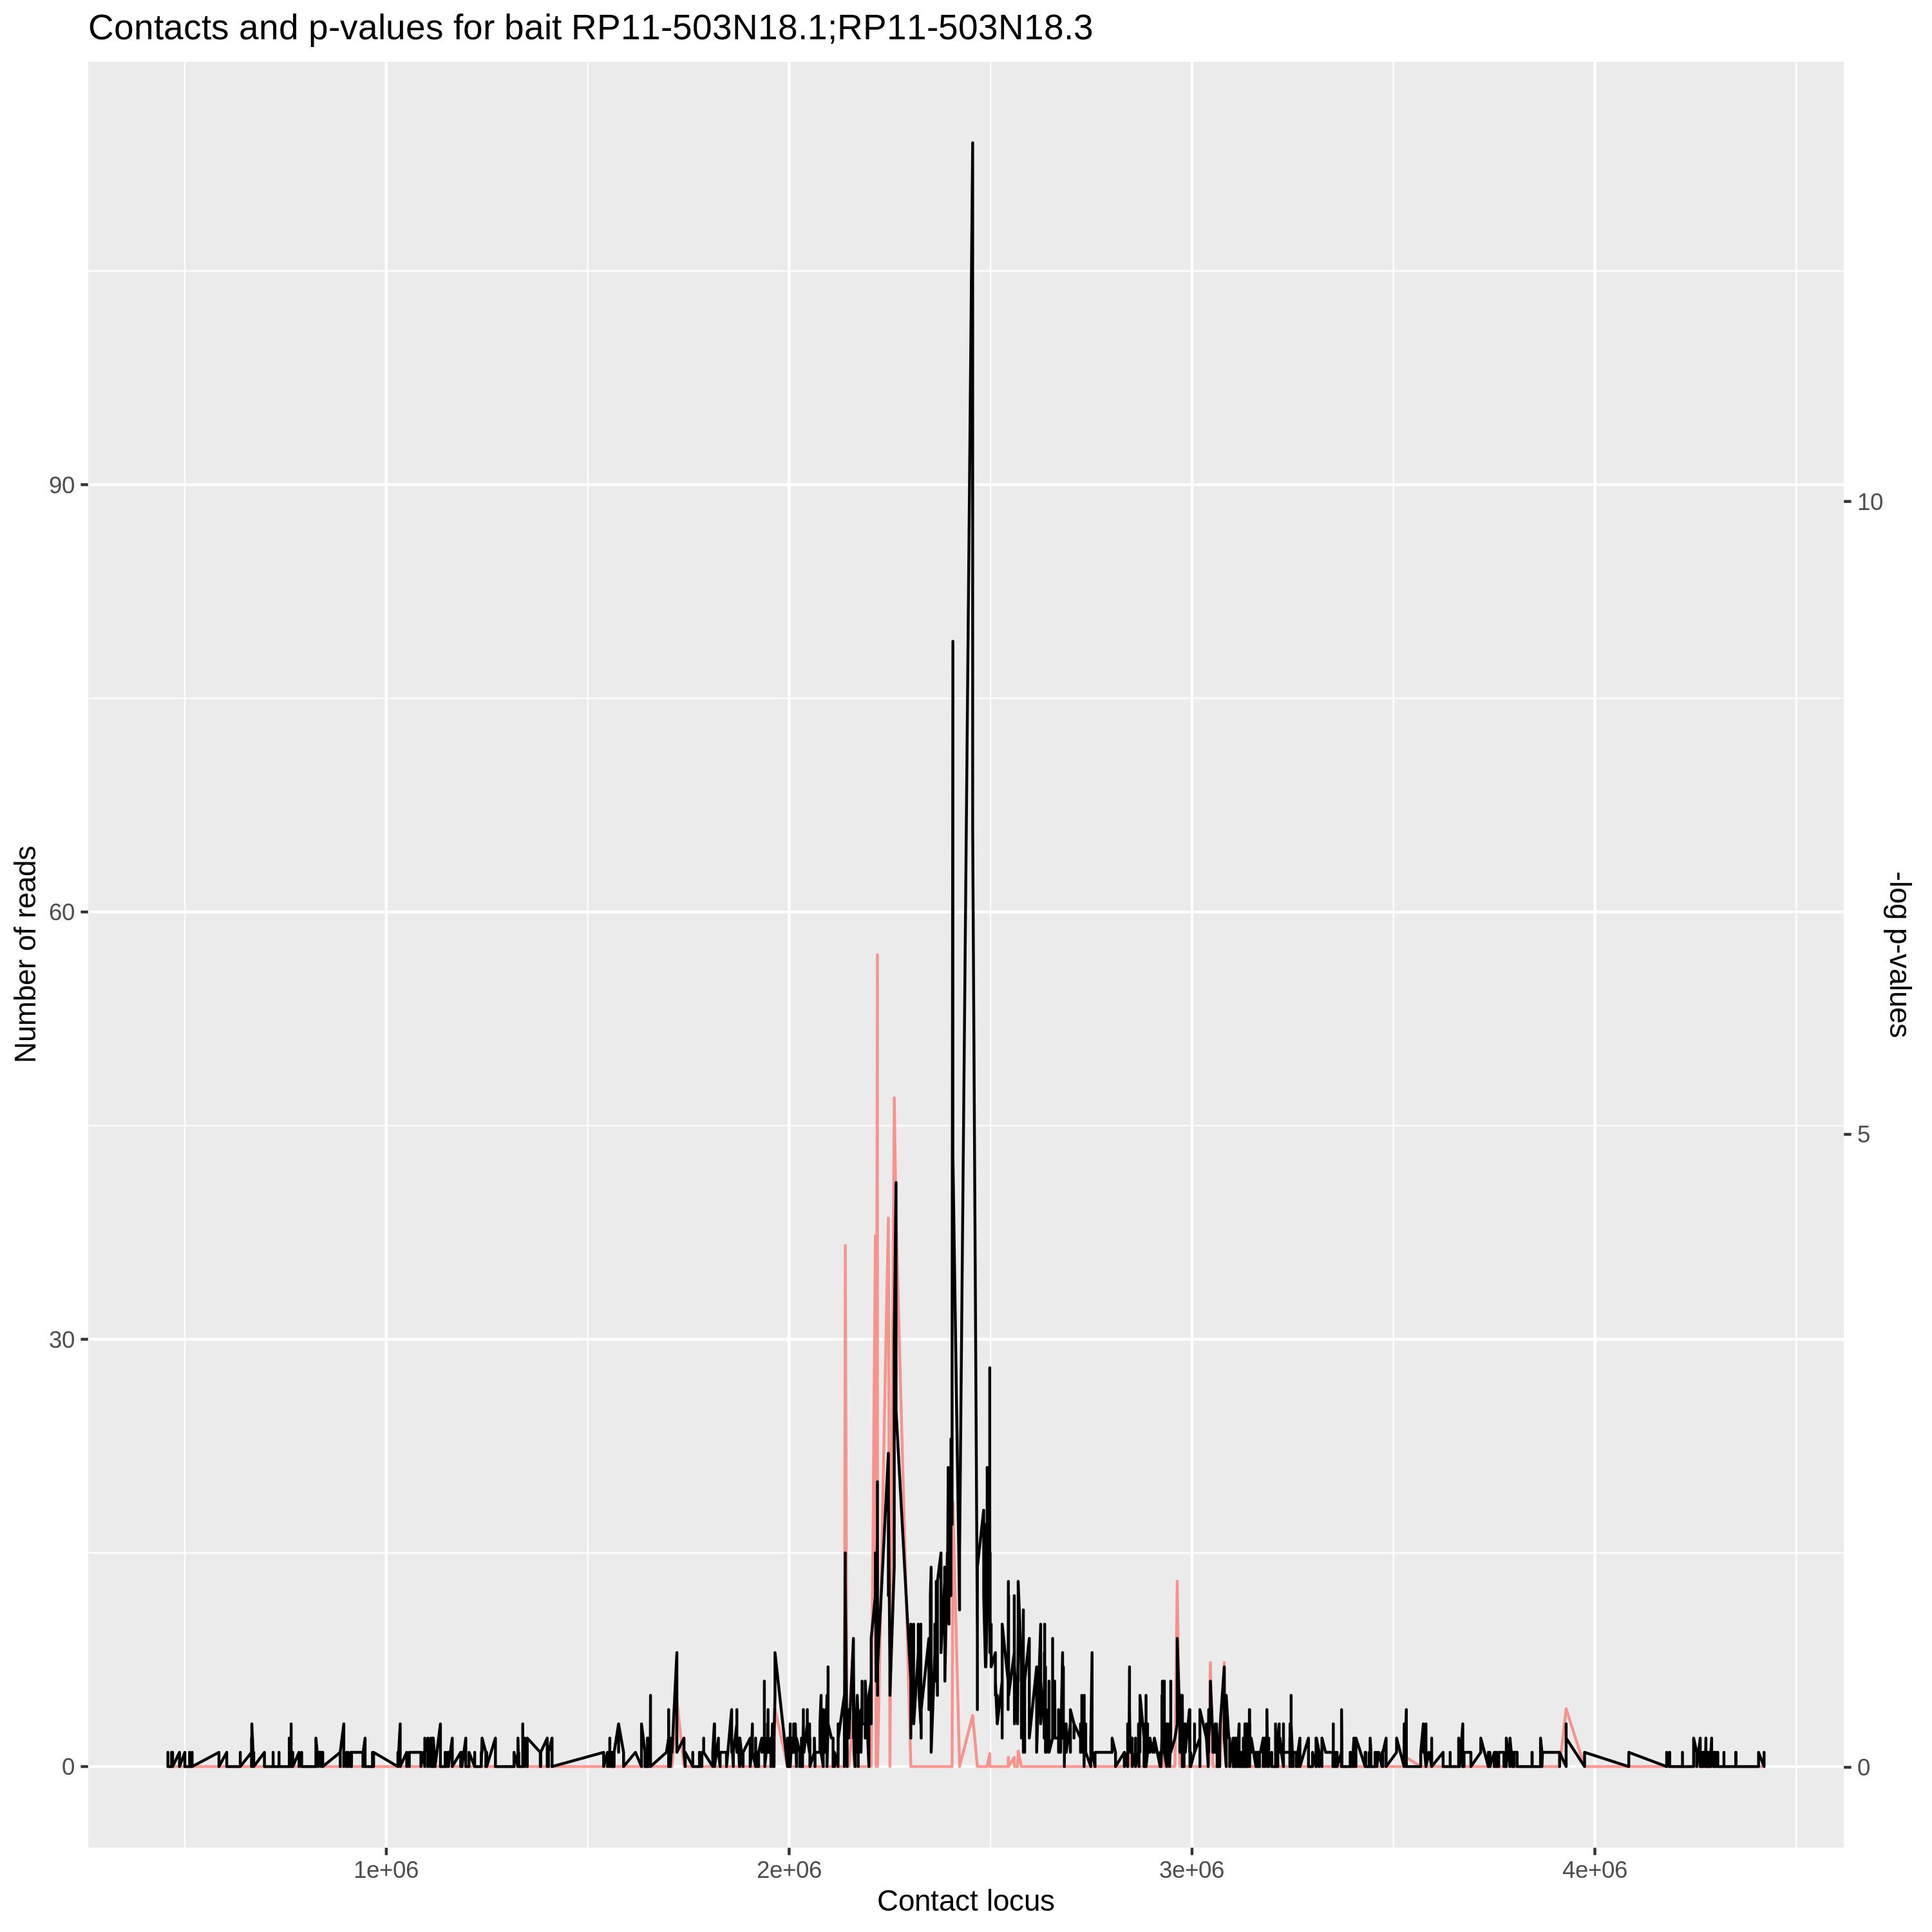 Contacts and p-values for bait RP11-503N18.1;RP11-503N18.3
Number of reads
90
60
30
0
10
5
0
-log p-values
1e+06 2e+06 3e+06 4e+06
Contact locus